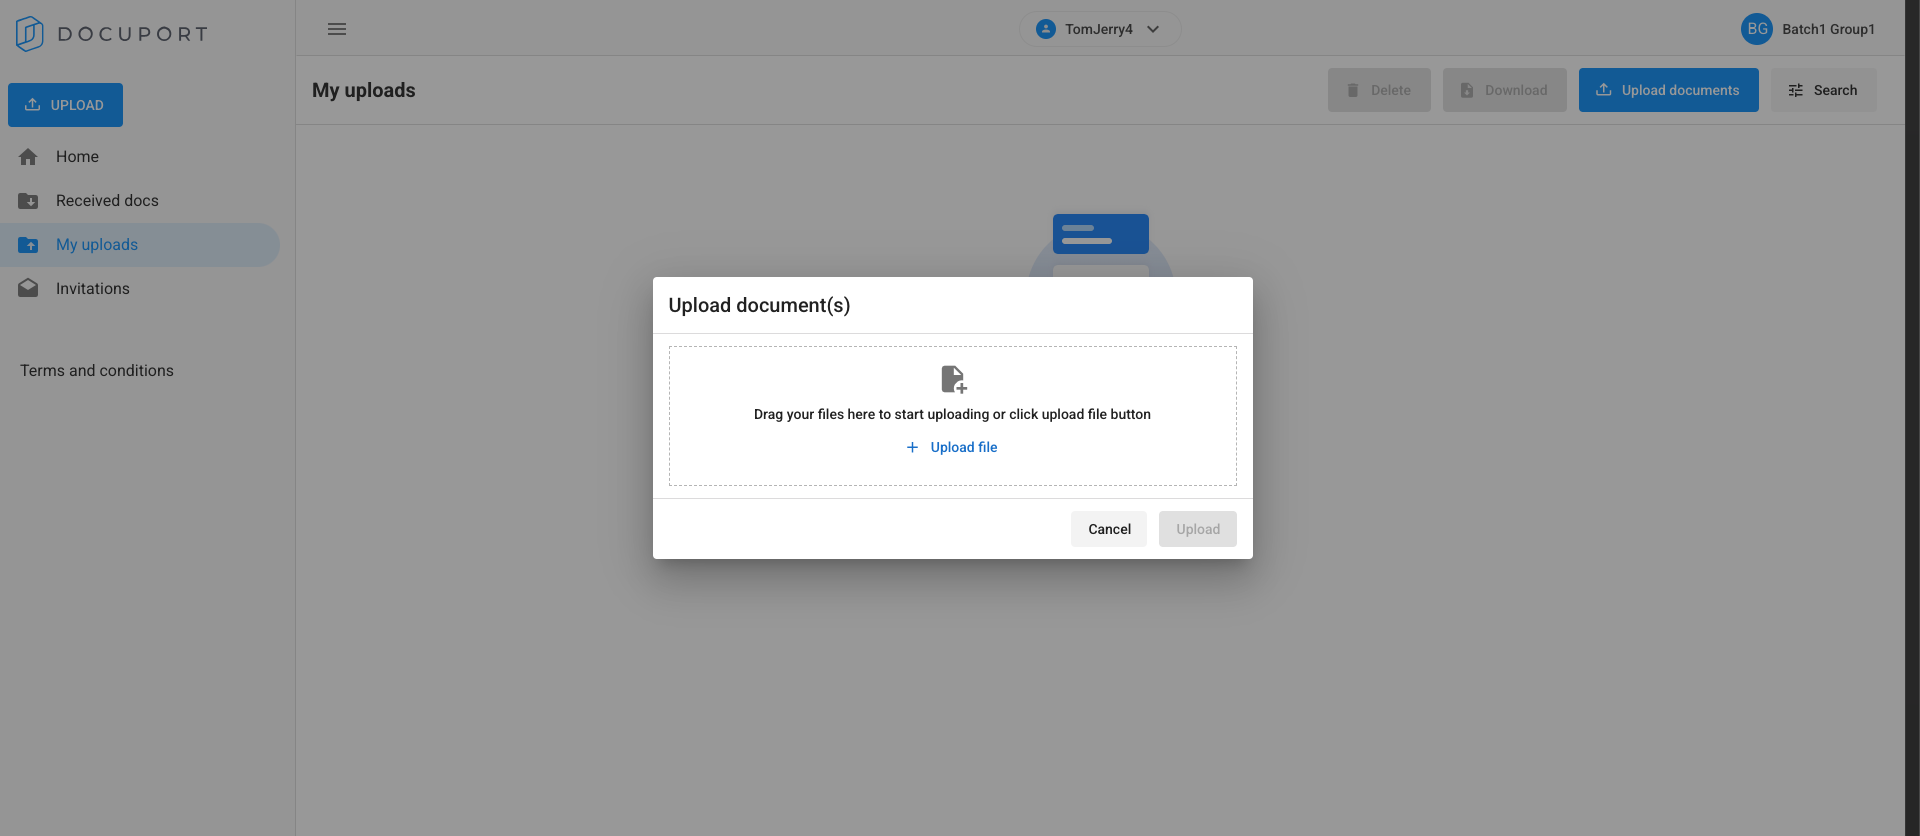 DOCUPORT
TomJerry4
BG Batch1 Group1
UPLOAD
My uploads
Delete
Download
Upload documents
Search
Home
Received docs
My uploads
Invitations
Terms and conditions
Upload document(s)
Drag your files here to start uploading or click upload file button
+ Upload file
Cancel
Upload